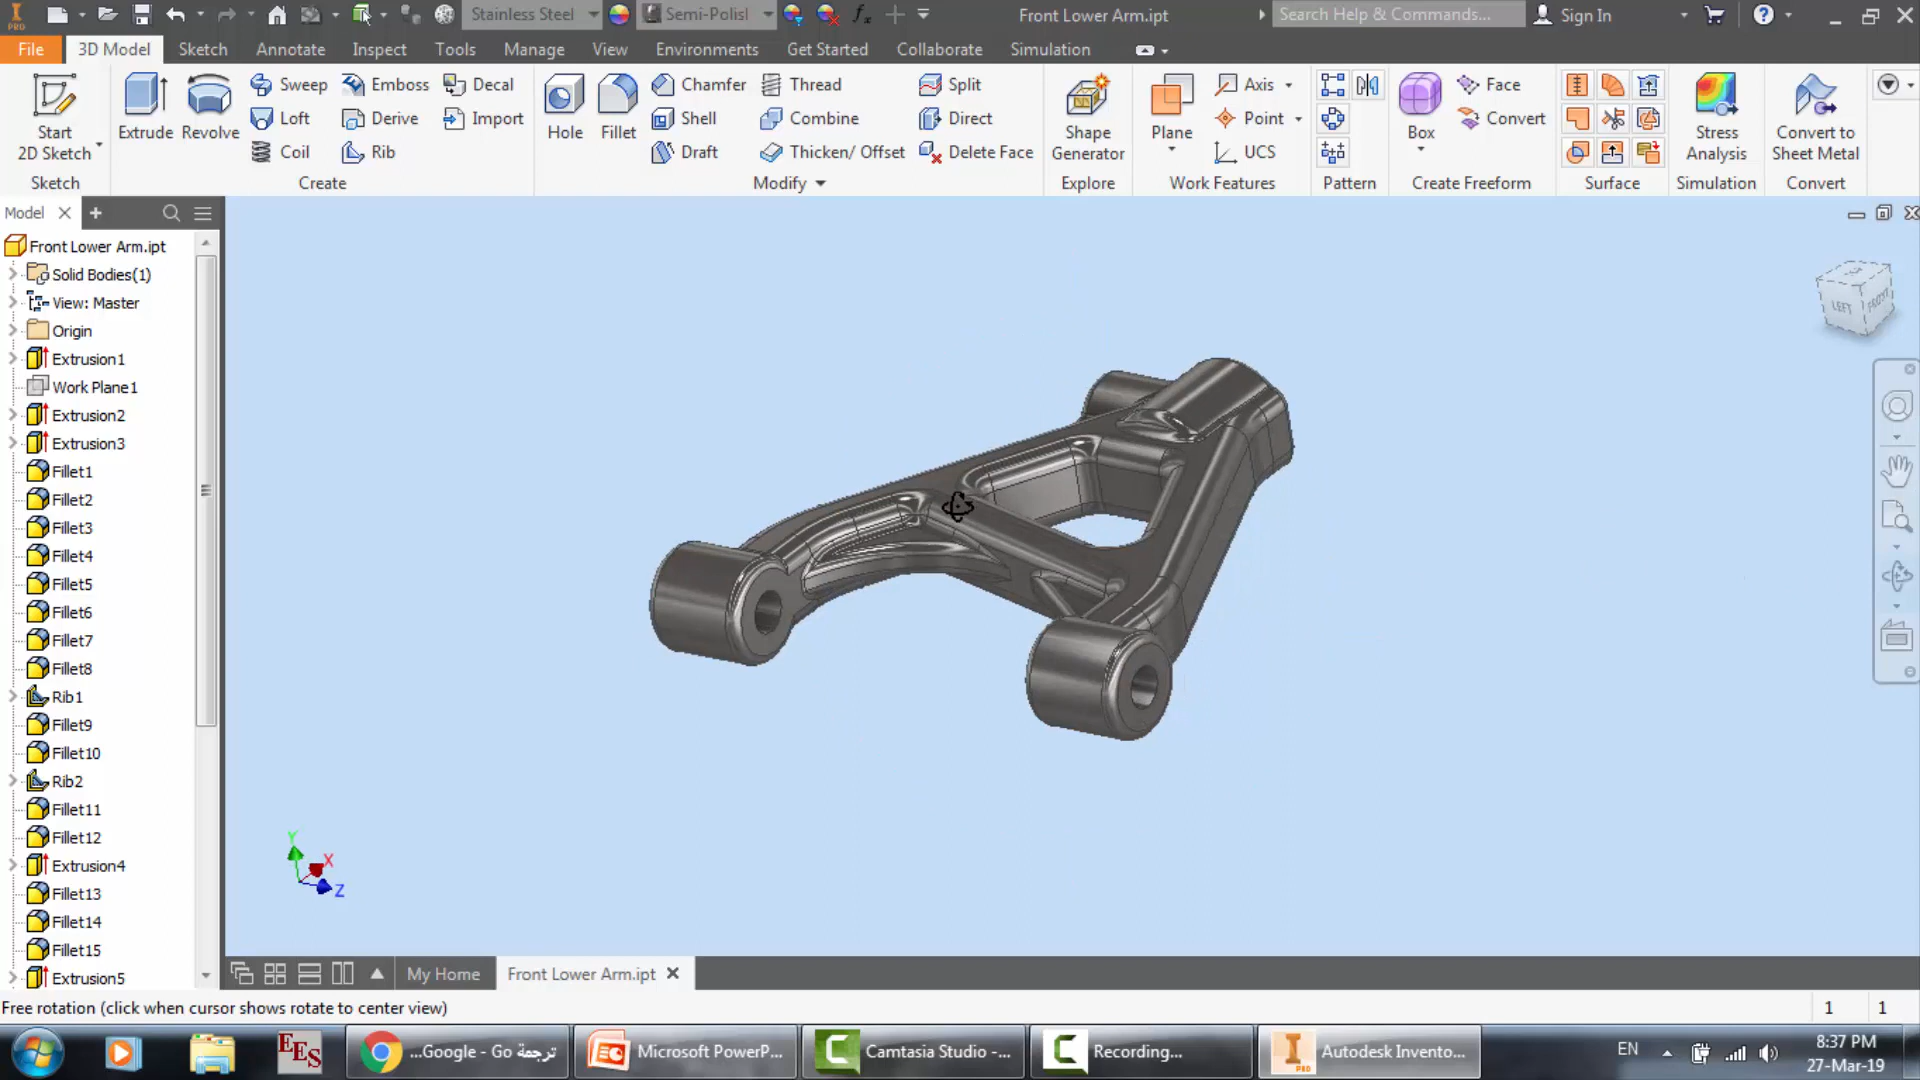 PRO
Stainless Steel
Semi-Polisl
Front Lower Arm.ipt
Search Help & Commands...
Sign In
File
3D Model
Sketch
Annotate
Inspect
Tools
Manage
View
Environments
Get Started
Collaborate
Simulation
Start
2D Sketch
Sketch
Extrude
Revolve
Sweep
Loft
Coil
Emboss
Derive
Rib
Decal
Import
Create
Hole
Fillet
Chamfer
Shell
Draft
Thread
Combine
Thicken/ Offset
Split
Direct
Delete Face
Modify
Shape
Generator
Explore
Plane
Axis
Point
UCS
Work Features
Pattern
Box
Face
Convert
Create Freeform
Surface
Stress
Analysis
Simulation
Convert to
Sheet Metal
Convert
Model
Front Lower Arm.ipt
Solid Bodies(1)
View: Master
Origin
Extrusion1
Work Plane1
Extrusion2
Extrusion3
Fillet1
Fillet2
Fillet3
Fillet4
Fillet5
Fillet6
Fillet7
Fillet8
Rib1
Fillet9
Fillet10
Rib2
Fillet11
Fillet12
Extrusion4
Fillet13
Fillet14
Fillet15
Extrusion5
LEFT
FRONT
Y
X
Z
My Home
Front Lower Arm.ipt
Free rotation (click when cursor shows rotate to center view)
1
1
EES
...Google - Go ترجمة
Microsoft PowerP...
Camtasia Studio -...
Recording...
PRO
Autodesk Invento...
EN
8:37 PM
27-Mar-19